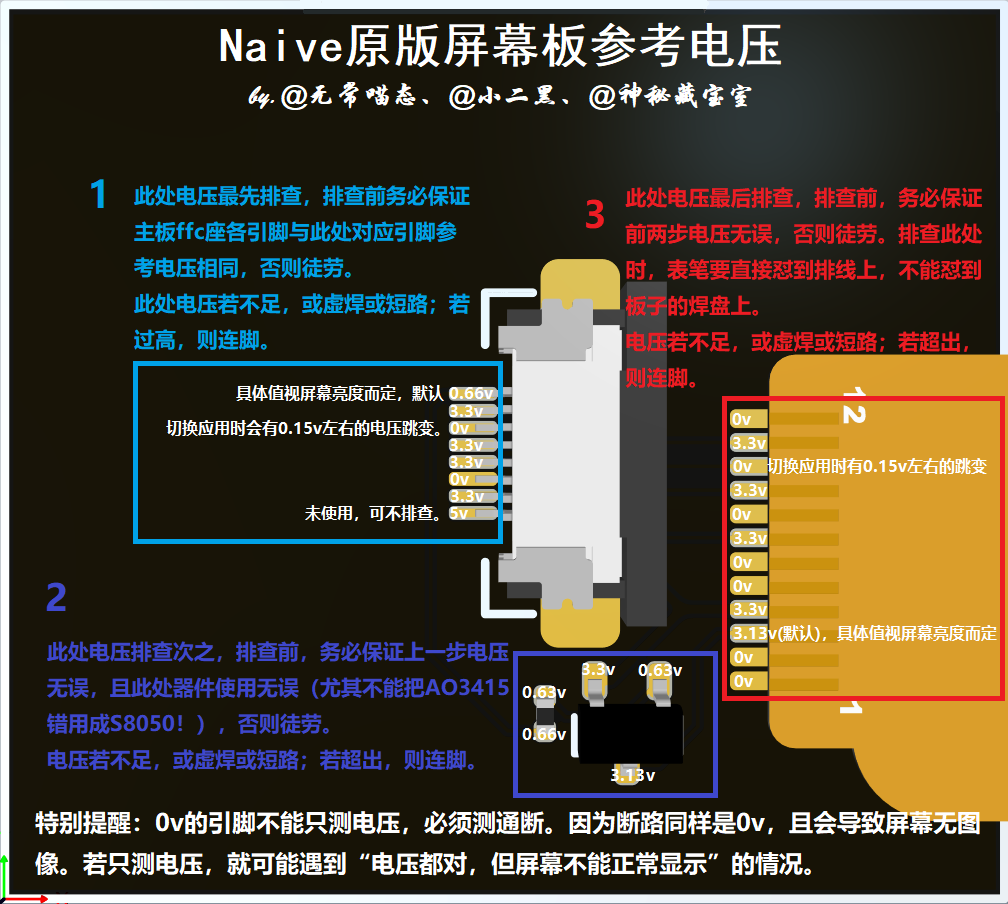 Naive原版屏幕板参考电压
by.@无常喵态、@小二黑、@神秘藏宝室
1
此处电压最先排查，排查前务必保证
主板ffc座各引脚与此处对应引脚参
考电压相同，否则徒劳。
此处电压若不足，或虚焊或短路；若
过高，则连脚。
具体值视屏幕亮度而定，默认 0.66v
3.3v
切换应用时会有0.15v左右的电压跳变。 0v
3.3v
3.3v
0v
3.3v
未使用，可不排查。 5v
3
此处电压最后排查，排查前，务必保证
前两步电压无误，否则徒劳。排查此处
时，表笔要直接怼到排线上，不能怼到
板子的焊盘上。
电压若不足，或虚焊或短路；若超出，
则连脚。
12
0v
3.3v
0v 切换应用时有0.15v左右的跳变
3.3v
0v
3.3v
0v
0v
3.3v
3.13v(默认)，具体值视屏幕亮度而定
0v
0v
1
2
此处电压排查次之，排查前，务必保证上一步电压
无误，且此处器件使用无误（尤其不能把AO3415
错用成S8050！），否则徒劳。
电压若不足，或虚焊或短路；若超出，则连脚。
3.3v 0.63v
0.63v
0.66v
3.13v
特别提醒：0v的引脚不能只测电压，必须测通断。因为断路同样是0v，且会导致屏幕无图
像。若只测电压，就可能遇到“电压都对，但屏幕不能正常显示”的情况。